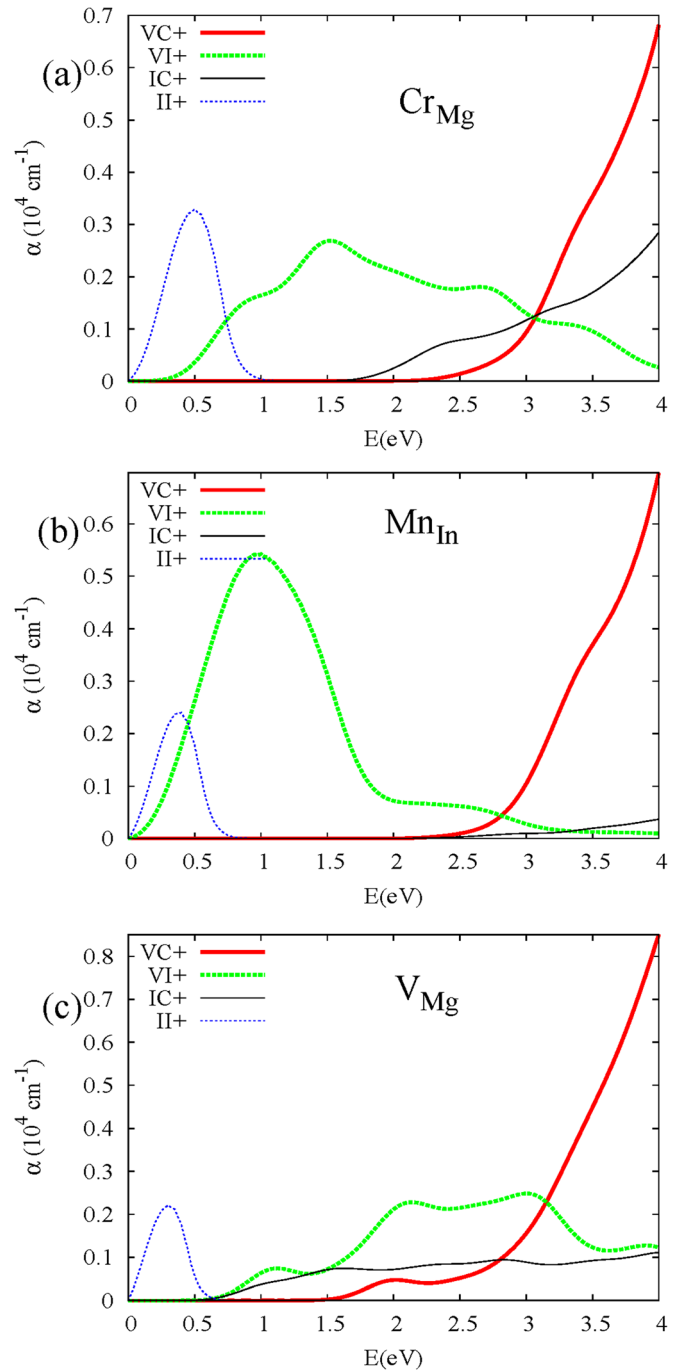 0.7
0.6
0.5
0.4
0.3
0.2
0.1
0
VC+
VI+
IC+
II+
(a)
Cr_Mg
α (10^4 cm^-1)
0 0.5 1 1.5 2 2.5 3 3.5 4
E(eV)
0.6
0.5
0.4
0.3
0.2
0.1
0
VC+
VI+
IC+
II+
(b)
Mn_In
α (10^4 cm^-1)
0 0.5 1 1.5 2 2.5 3 3.5 4
E(eV)
0.8
0.7
0.6
0.5
0.4
0.3
0.2
0.1
0
VC+
VI+
IC+
II+
(c)
V_Mg
α (10^4 cm^-1)
0 0.5 1 1.5 2 2.5 3 3.5 4
E(eV)